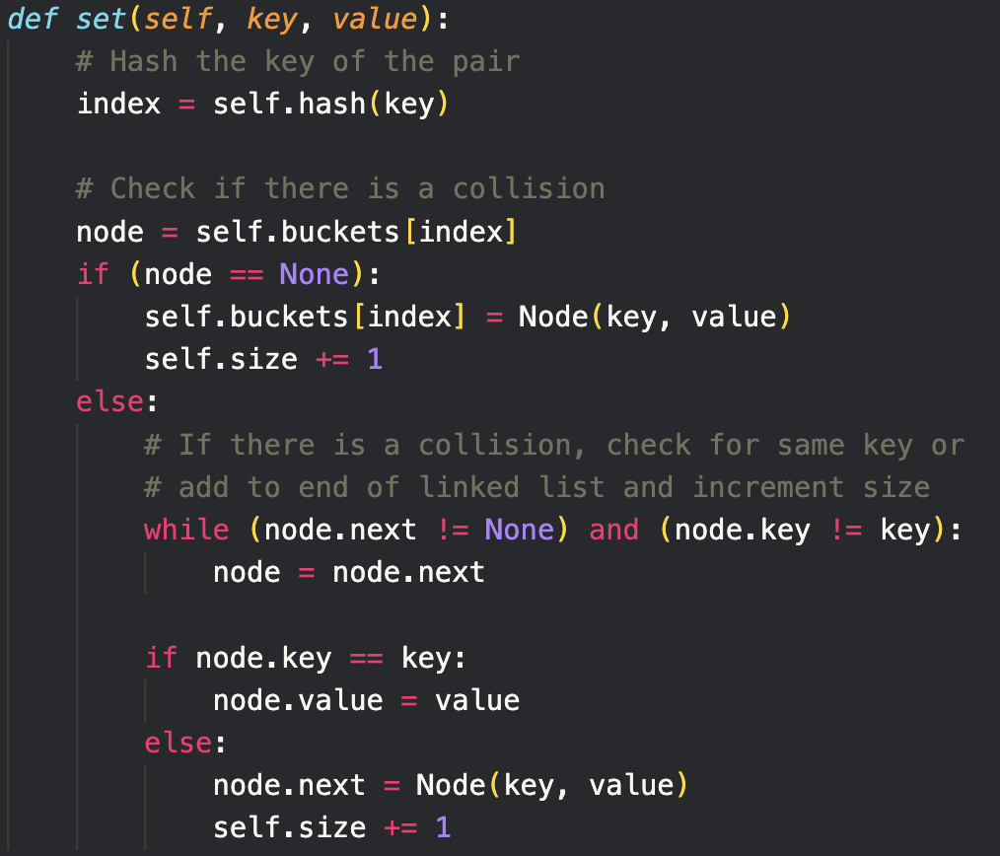 def set(self, key, value):
    # Hash the key of the pair
    index = self.hash(key)

    # Check if there is a collision
    node = self.buckets[index]
    if (node == None):
        self.buckets[index] = Node(key, value)
        self.size += 1
    else:
        # If there is a collision, check for same key or
        # add to end of linked list and increment size
        while (node.next != None) and (node.key != key):
            node = node.next

        if node.key == key:
            node.value = value
        else:
            node.next = Node(key, value)
            self.size += 1